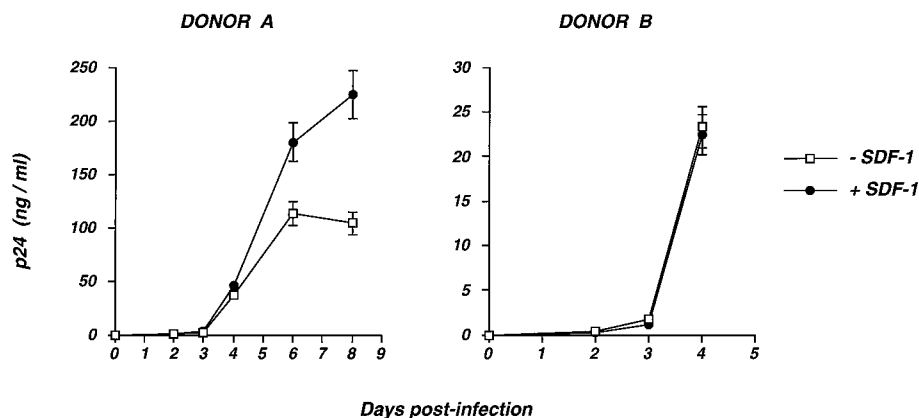 DONOR A
DONOR B
p24 (ng / ml)
250
200
150
100
50
0
0 1 2 3 4 5 6 7 8 9
30
25
20
15
10
5
0
0 1 2 3 4 5
- SDF-1
+ SDF-1
Days post-infection